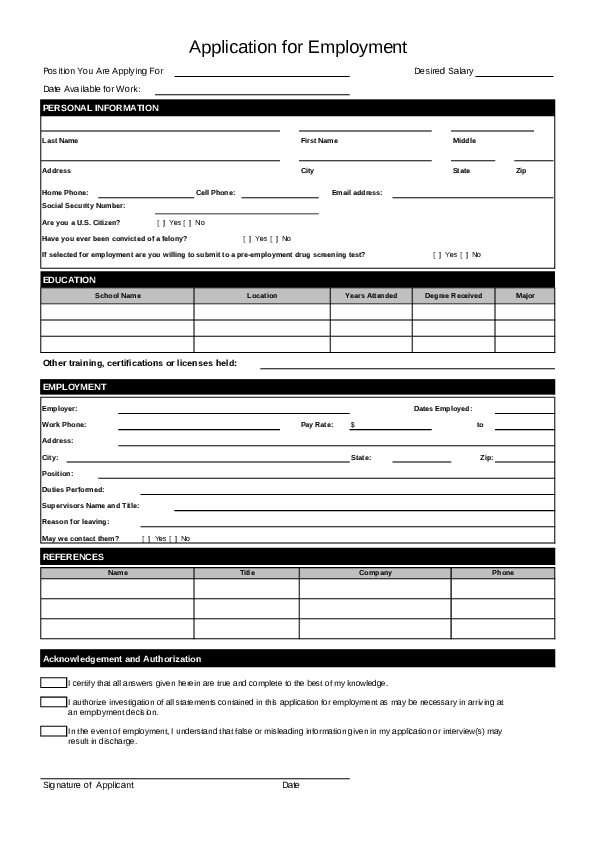 Application for Employment
Position You Are Applying For Desired Salary
Date Available for Work:
PERSONAL INFORMATION
Last Name First Name Middle
Address City State Zip
Home Phone: Cell Phone: Email address:
Social Security Number:
Are you a U.S. Citizen? [ ] Yes [ ] No
Have you ever been convicted of a felony? [ ] Yes [ ] No
If selected for employment are you willing to submit to a pre-employment drug screening test? [ ] Yes [ ] No
EDUCATION
School Name Location Years Attended Degree Received Major
Other training, certifications or licenses held:
EMPLOYMENT
Employer: Dates Employed:
Work Phone: Pay Rate: $ to
Address:
City: State: Zip:
Position:
Duties Performed:
Supervisors Name and Title:
Reason for leaving:
May we contact them? [ ] Yes [ ] No
REFERENCES
Name Title Company Phone
Acknowledgement and Authorization
I certify that all answers given herein are true and complete to the best of my knowledge.
I authorize investigation of all statements contained in this application for employment as may be necessary in arriving at
an employment decision.
In the event of employment, I understand that false or misleading information given in my application or interview(s) may
result in discharge.
Signature of Applicant Date